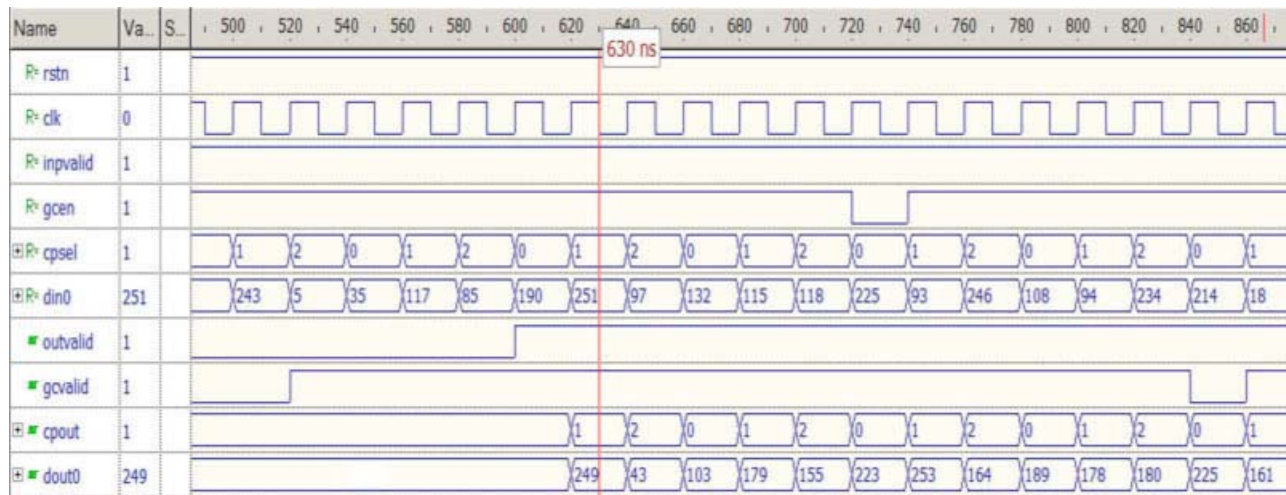 Name Va... S... 500 520 540 560 580 600 620 640 660 680 700 720 740 760 780 800 820 840 860
630 ns
R= rstn 1
R= clk 0
R= inpvalid 1
R= gcen 1
R= cpsel 1 1 2 0 1 2 0 1 2 0 1 2 0 1 2 0 1 2 0 1
R= din0 251 243 5 35 117 85 190 251 97 132 115 118 225 93 246 108 94 234 214 18
outvalid 1
gcvalid 1
cpout 1 1 2 0 1 2 0 1 2 0 1 2 0 1
dout0 249 249 43 103 179 155 223 253 164 189 178 180 225 161